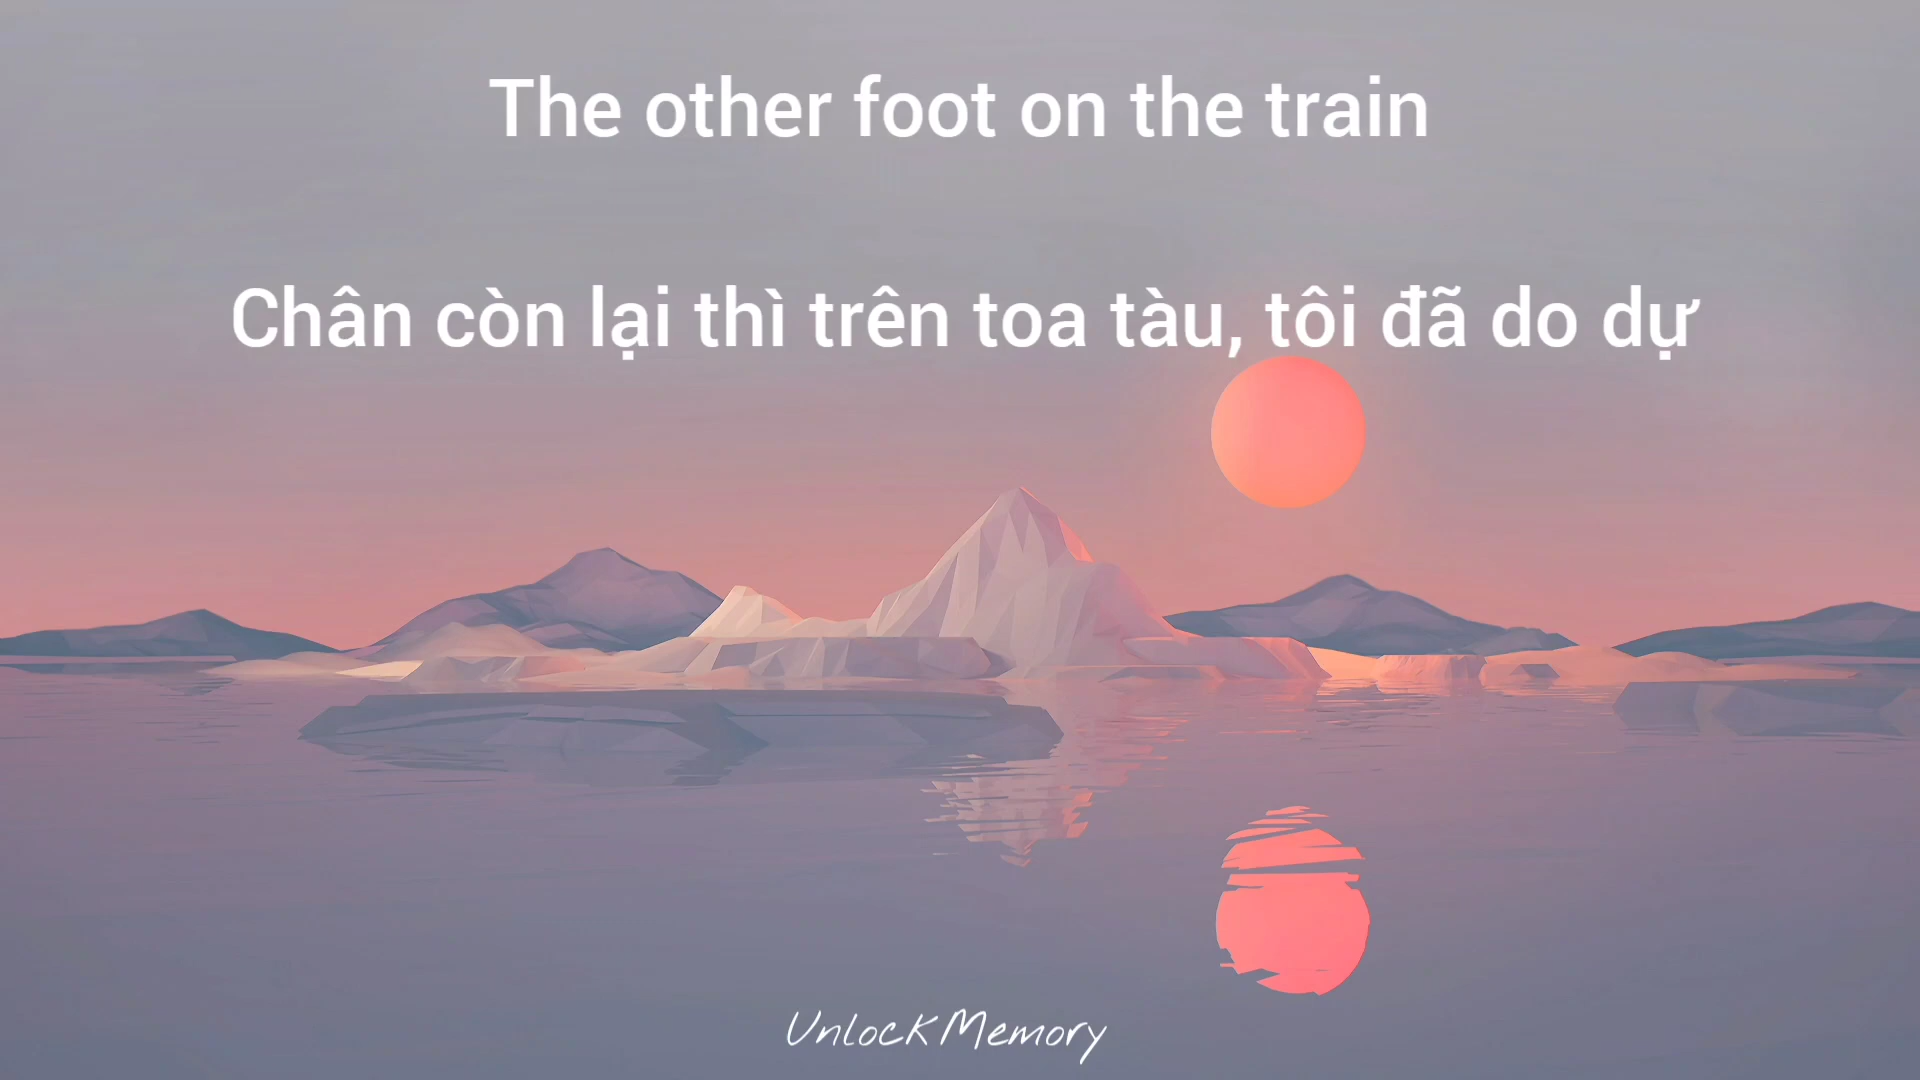 The other foot on the train
Chân còn lại thì trên toa tàu, tôi đã do dự
UnlockMemory